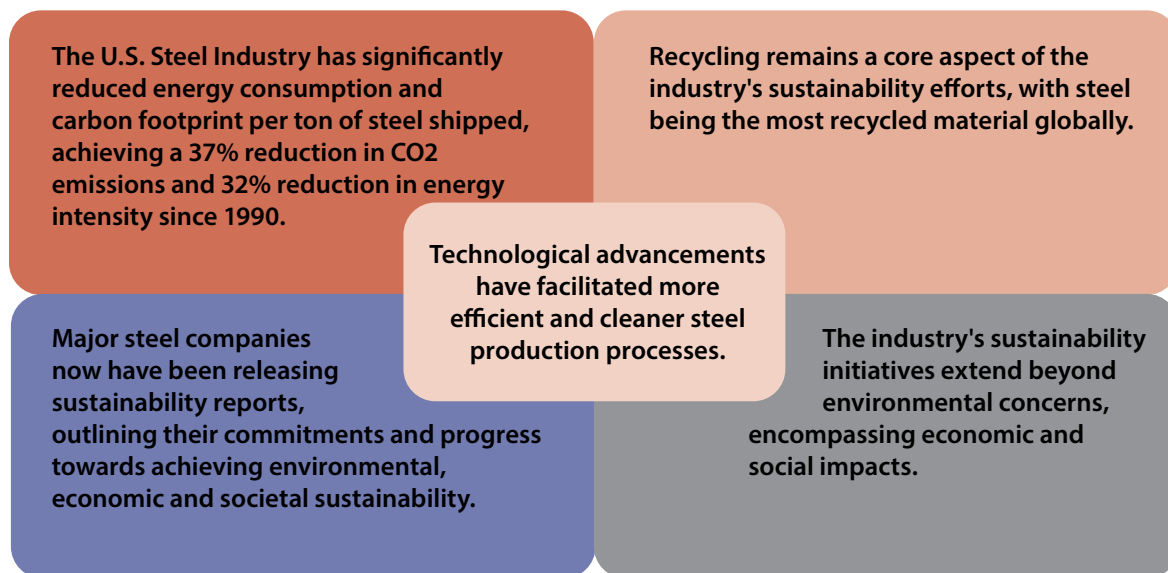 The U.S. Steel Industry has significantly
reduced energy consumption and
carbon footprint per ton of steel shipped,
achieving a 37% reduction in CO2
emissions and 32% reduction in energy
intensity since 1990.
Recycling remains a core aspect of the
industry's sustainability efforts, with steel
being the most recycled material globally.
Technological advancements
have facilitated more
efficient and cleaner steel
production processes.
Major steel companies
now have been releasing
sustainability reports,
outlining their commitments and progress
towards achieving environmental,
economic and societal sustainability.
The industry's sustainability
initiatives extend beyond
environmental concerns,
encompassing economic and
social impacts.